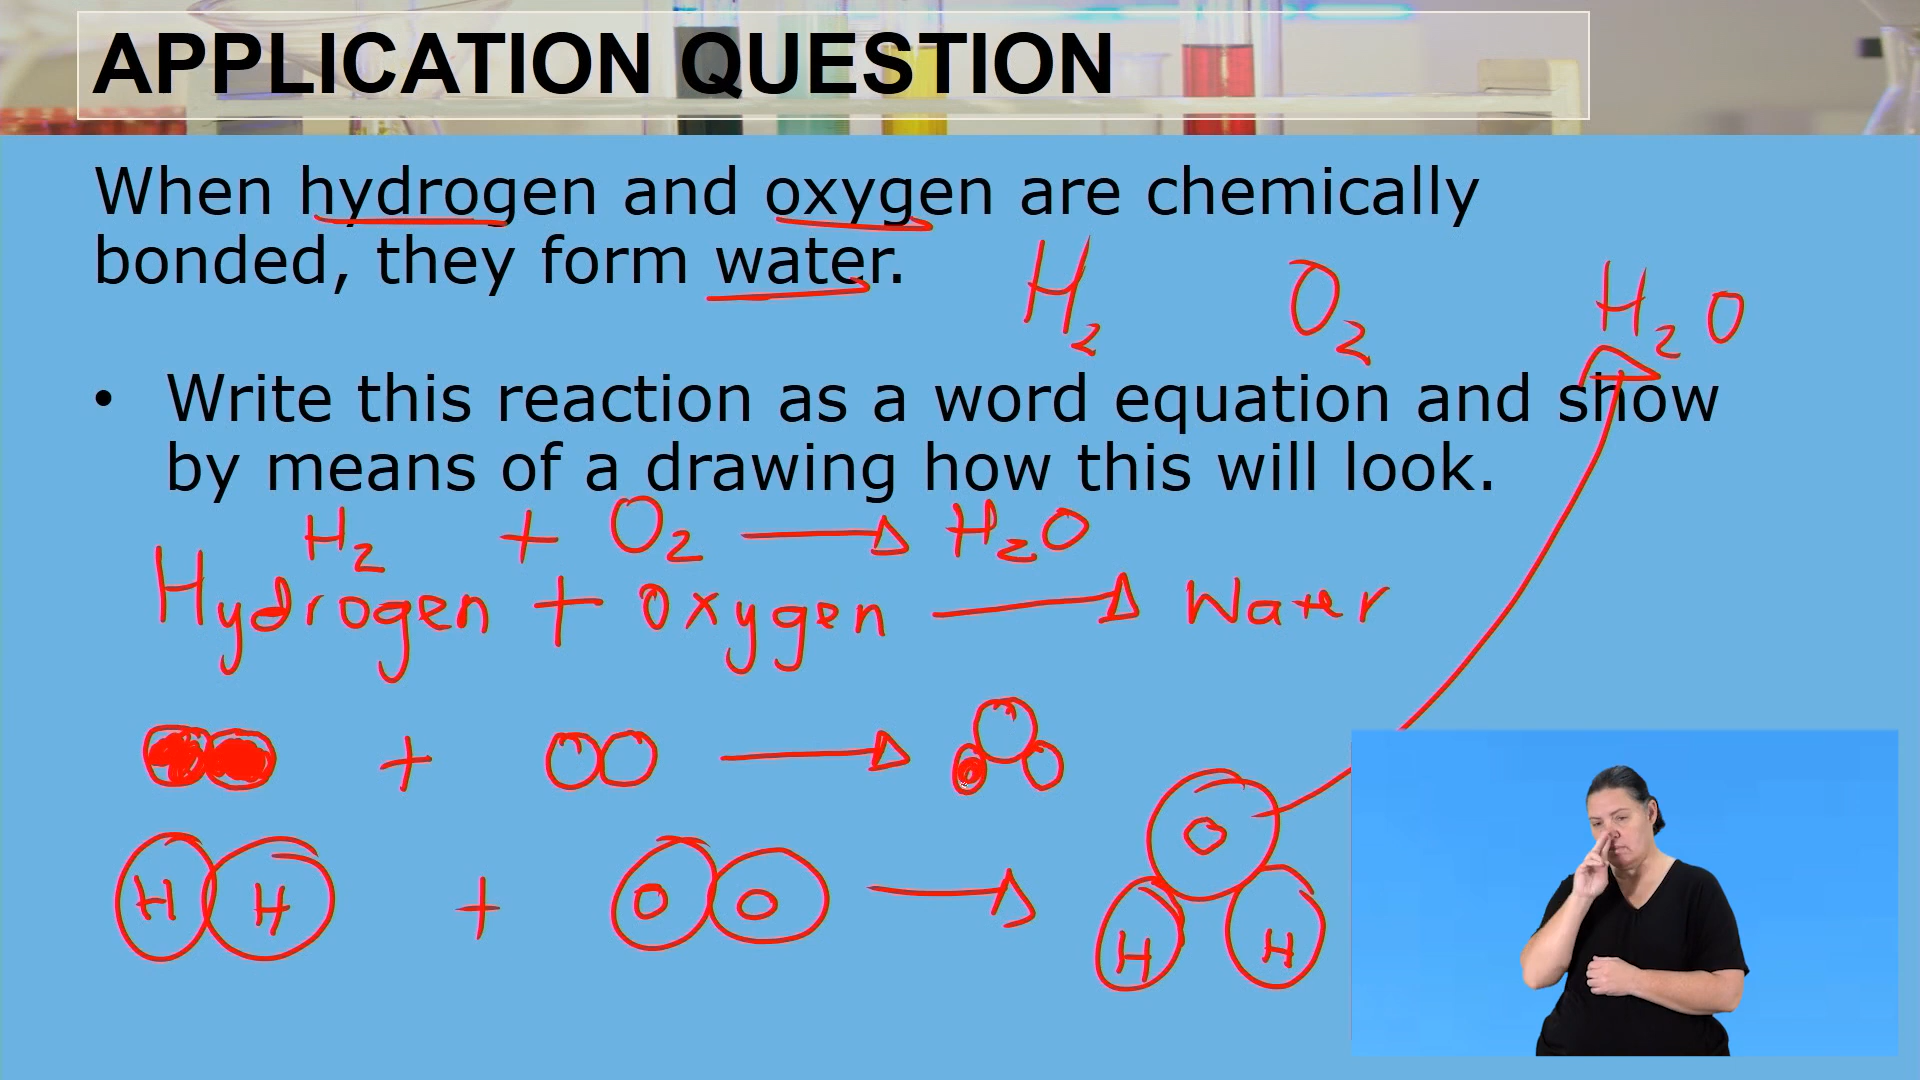 APPLICATION QUESTION
When hydrogen and oxygen are chemically
bonded, they form water.
H₂ O₂ H₂O
• Write this reaction as a word equation and show
by means of a drawing how this will look.
H₂ + O₂ → H₂O
Hydrogen + Oxygen → Water
+ →
H H + O O → O
H H